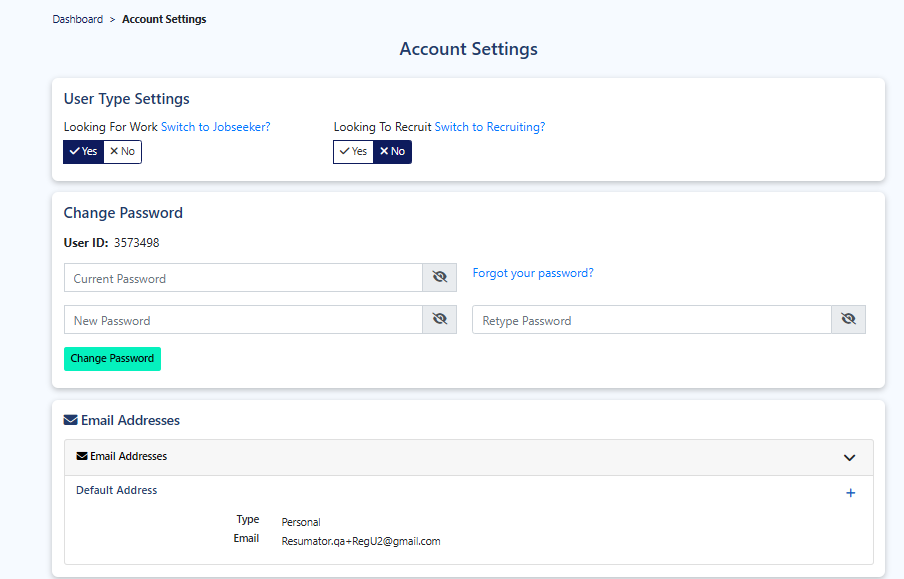 Dashboard > Account Settings
Account Settings
User Type Settings
Looking For Work Switch to Jobseeker?
Looking To Recruit Switch to Recruiting?
Yes No
Yes No
Change Password
User ID: 3573498
Current Password
Forgot your password?
New Password
Retype Password
Change Password
Email Addresses
Email Addresses
Default Address
Type Personal
Email Resumator.qa+RegU2@gmail.com